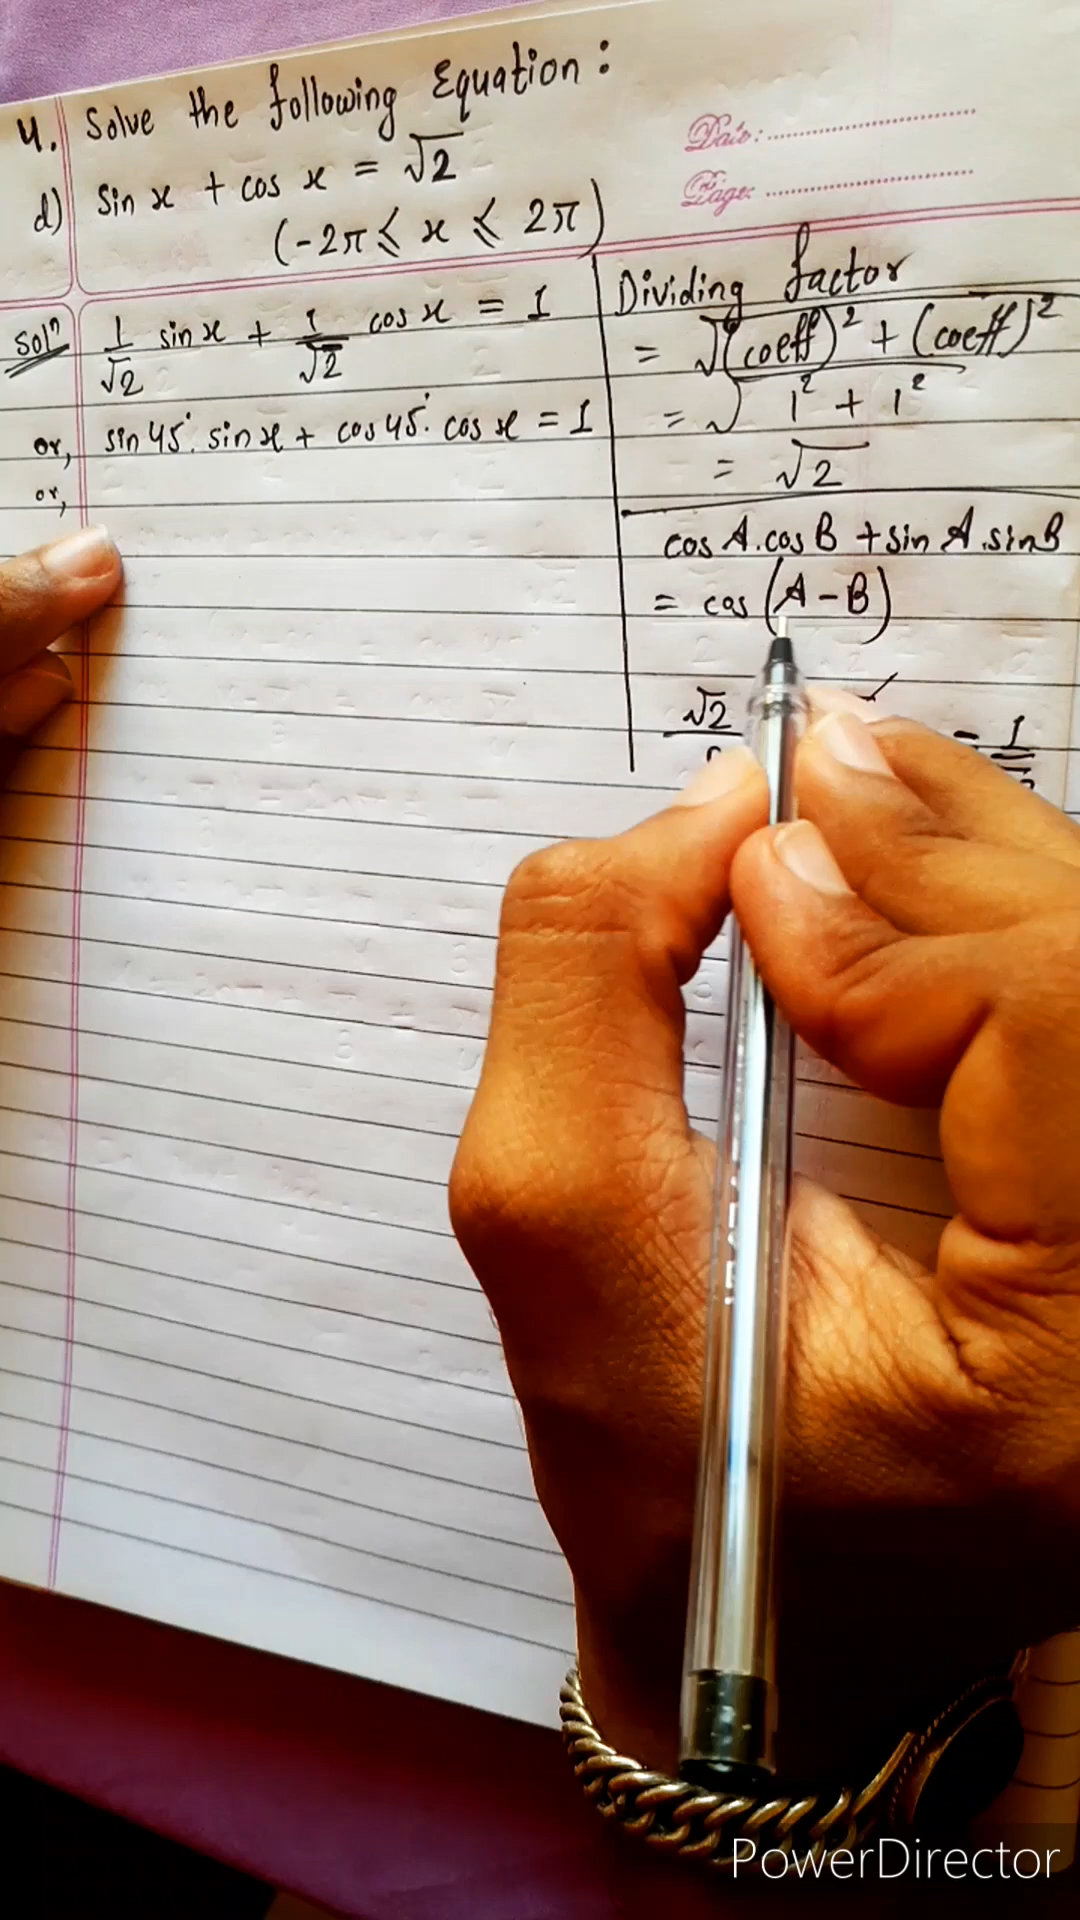 4. Solve the following Equation:
d) sin x + cos x = √2
(-2π ⩽ x ⩽ 2π)
Date:
Page:
Solⁿ 1/√2 sin x + 1/√2 cos x = 1
or, sin 45°. sin x + cos 45°. cos x = 1
or,
Dividing factor
= √(coeff)² + (coeff)²
= √1² + 1²
= √2
cos A. cos B + sin A. sin B
= cos (A - B)
√2
= 1
PowerDirector